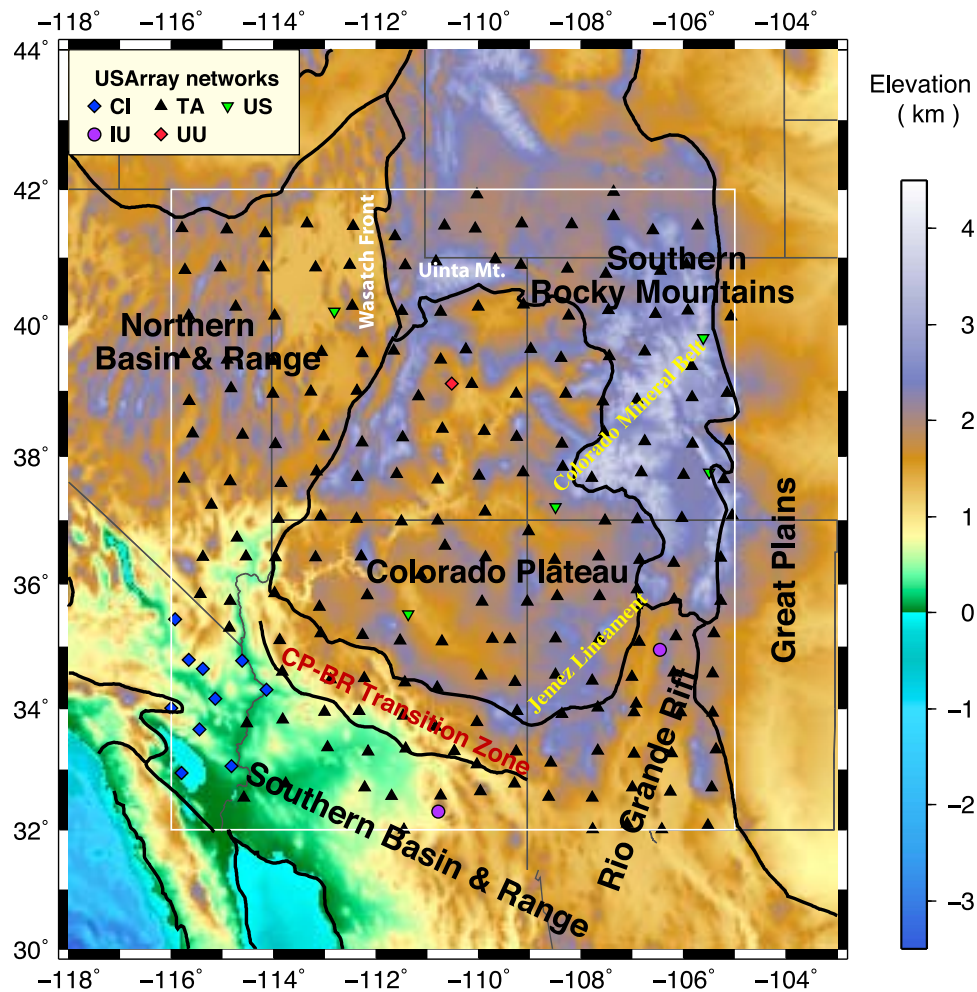 −118° −116° −114° −112° −110° −108° −106° −104°
44°
42°
40°
38°
36°
34°
32°
30°
USArray networks
CI TA US
IU UU
Elevation
( km )
4
3
2
1
0
−1
−2
−3
Wasatch Front
Uinta Mt.
Southern
Rocky Mountains
Northern
Basin & Range
Colorado Mineral Belt
Colorado Plateau
Great Plains
Jemez Lineament
CP-BR Transition Zone
Rio Grande Rift
Southern Basin & Range
−118° −116° −114° −112° −110° −108° −106° −104°